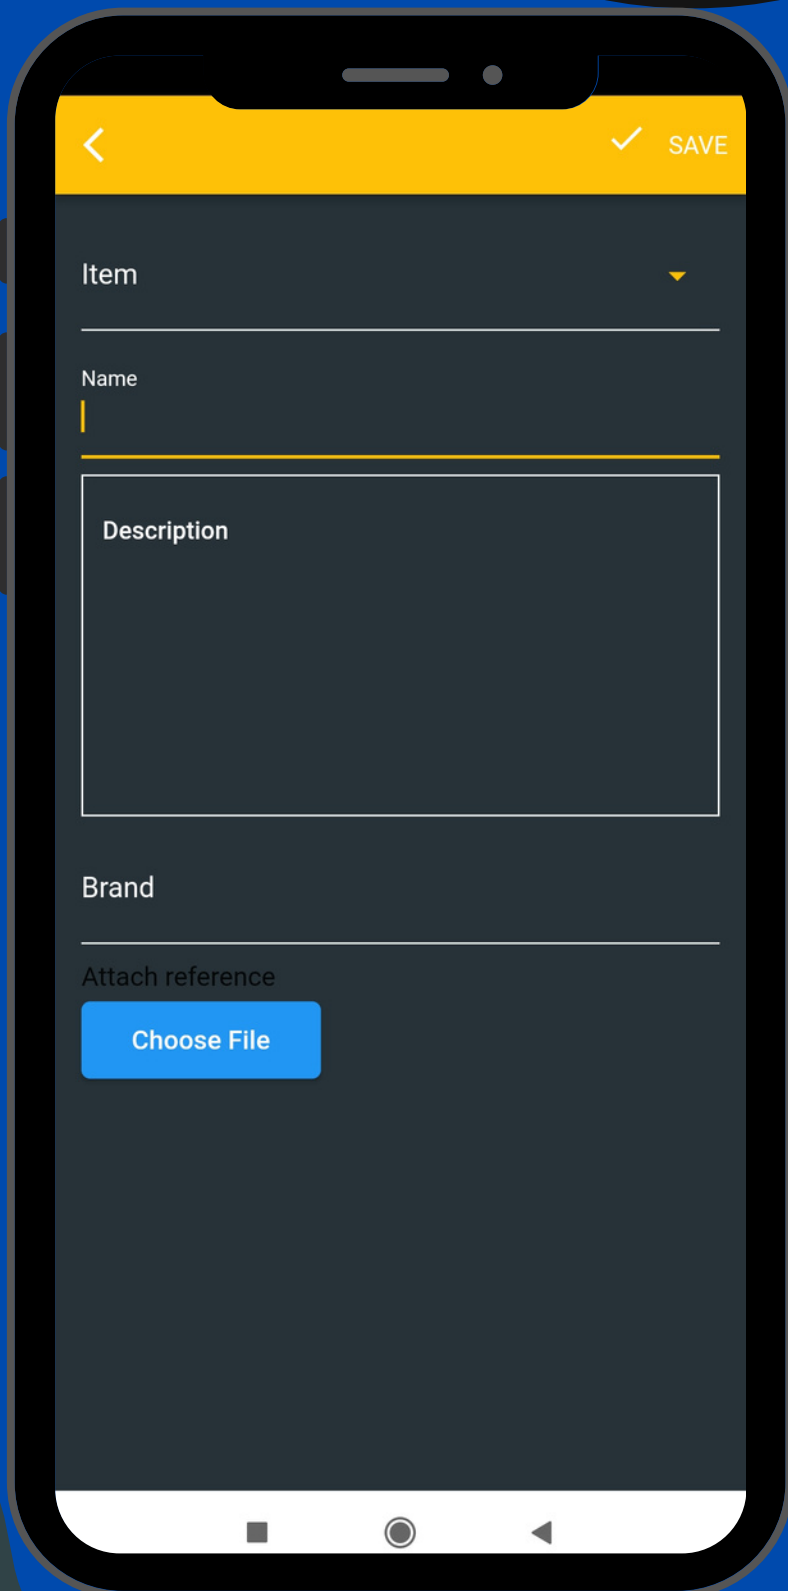 SAVE
Item
Name
Description
Brand
Attach reference
Choose File